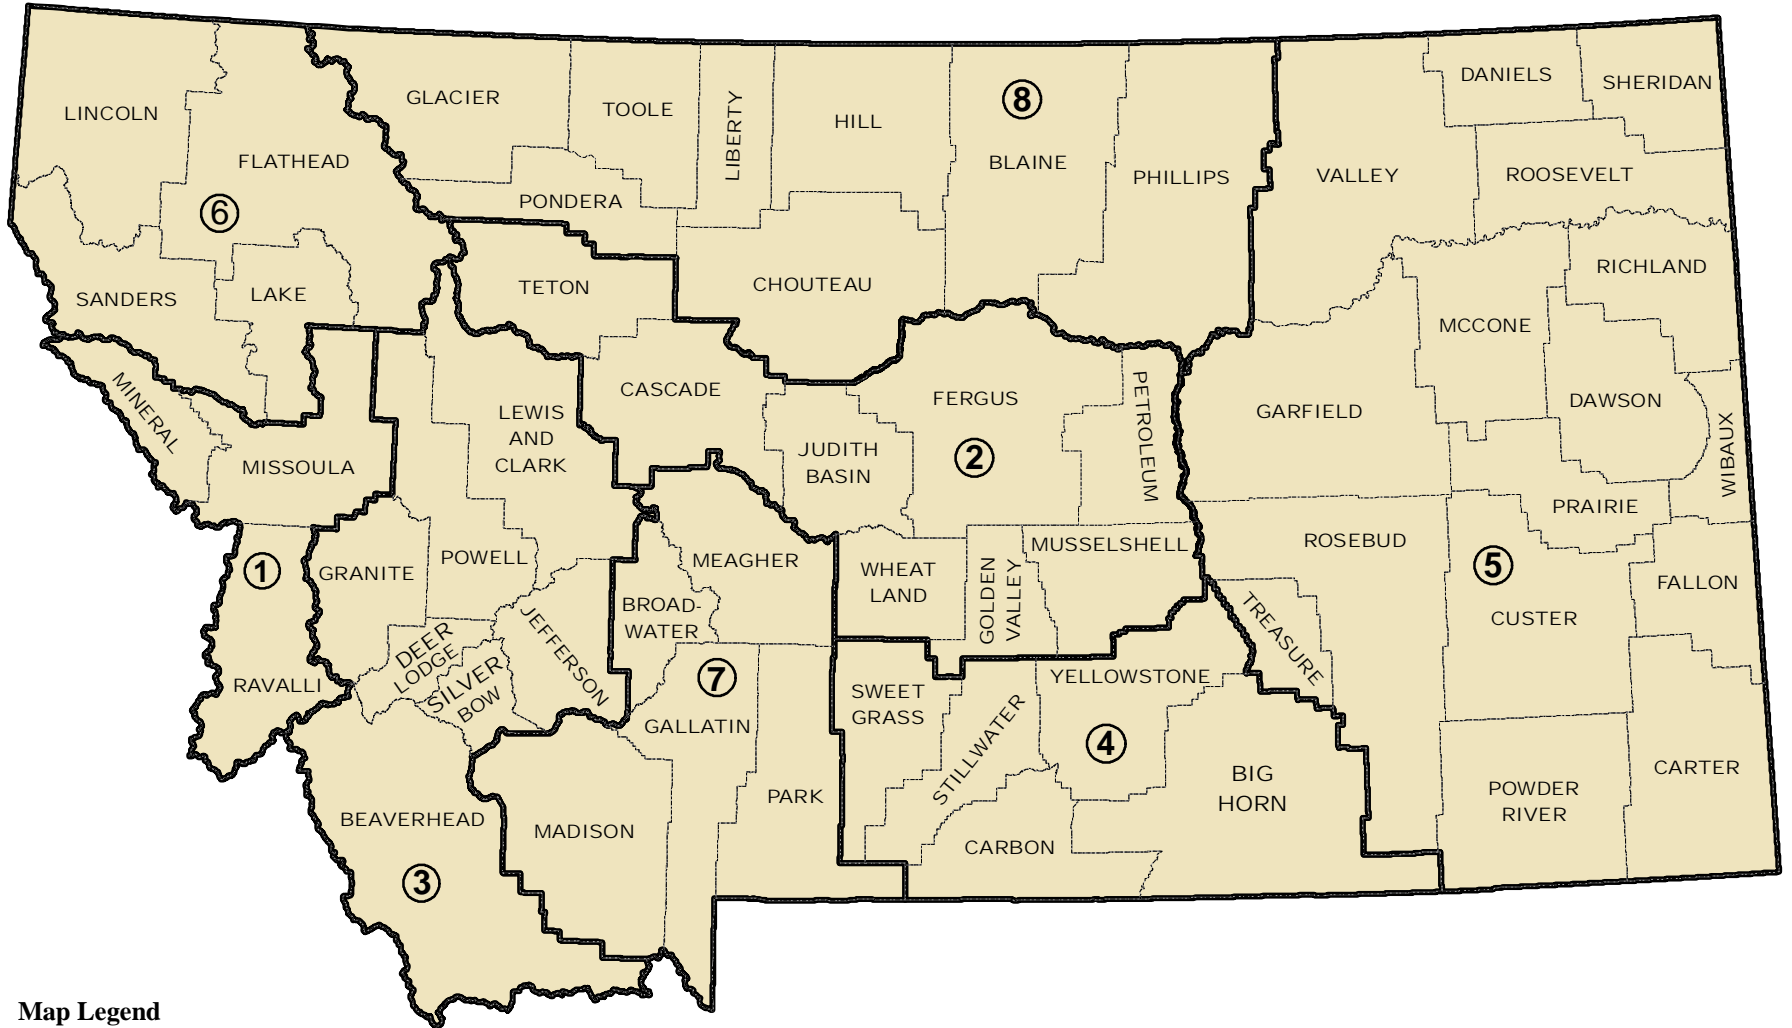 LINCOLN
FLATHEAD
6
SANDERS
LAKE
GLACIER
TOOLE
LIBERTY
HILL
8
BLAINE
PHILLIPS
PONDERA
CHOUTEAU
VALLEY
DANIELS
SHERIDAN
ROOSEVELT
RICHLAND
MCCONE
GARFIELD
DAWSON
WIBAUX
PRAIRIE
ROSEBUD
5
CUSTER
FALLON
TREASURE
POWDER
RIVER
CARTER
TETON
CASCADE
JUDITH
BASIN
FERGUS
2
PETROLEUM
WHEAT
LAND
GOLDEN
VALLEY
MUSSELSHELL
MINERAL
MISSOULA
1
RAVALLI
LEWIS
AND
CLARK
POWELL
GRANITE
DEER
LODGE
SILVER
BOW
JEFFERSON
BEAVERHEAD
3
MEAGHER
BROAD-
WATER
7
GALLATIN
PARK
MADISON
SWEET
GRASS
STILLWATER
YELLOWSTONE
4
CARBON
BIG
HORN
Map Legend